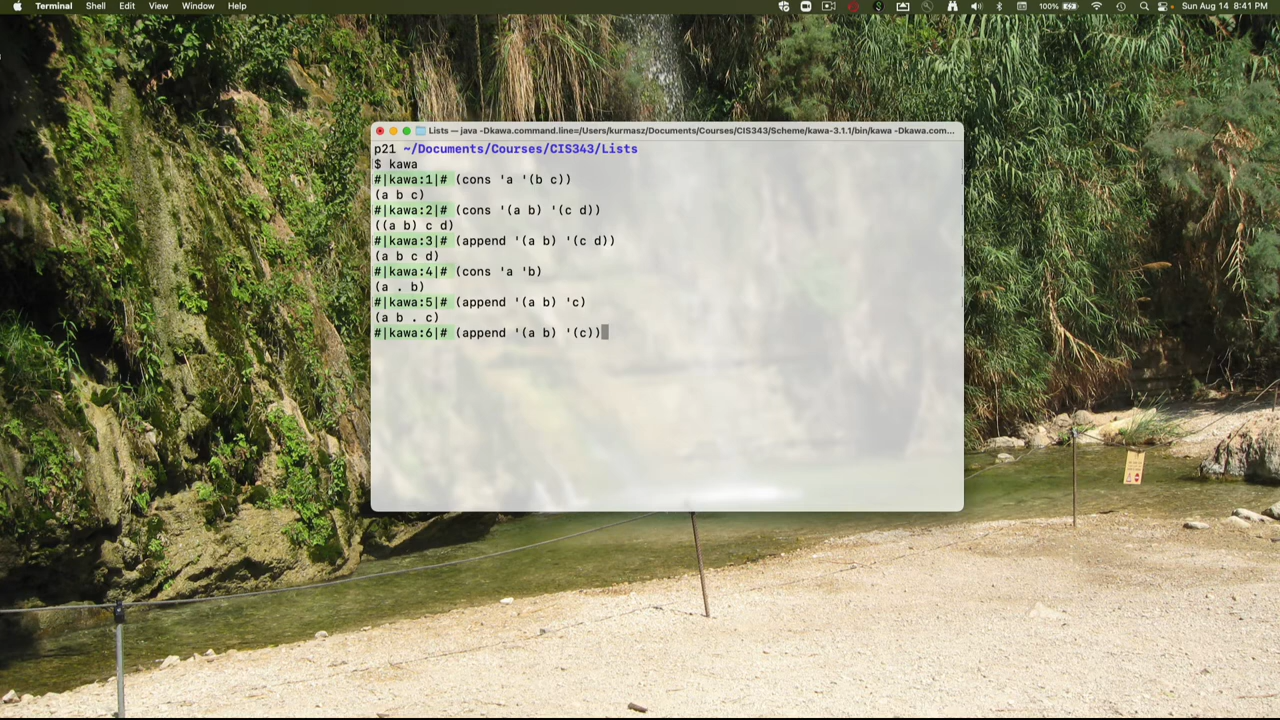 Terminal Shell Edit View Window Help 100% Sun Aug 14 8:41 PM
Lists — java -Dkawa.command.line=/Users/kurmasz/Documents/Courses/CIS343/Scheme/kawa-3.1.1/bin/kawa -Dkawa.com...
p21 ~/Documents/Courses/CIS343/Lists
$ kawa
#|kawa:1|# (cons 'a '(b c))
(a b c)
#|kawa:2|# (cons '(a b) '(c d))
((a b) c d)
#|kawa:3|# (append '(a b) '(c d))
(a b c d)
#|kawa:4|# (cons 'a 'b)
(a . b)
#|kawa:5|# (append '(a b) 'c)
(a b . c)
#|kawa:6|# (append '(a b) '(c))